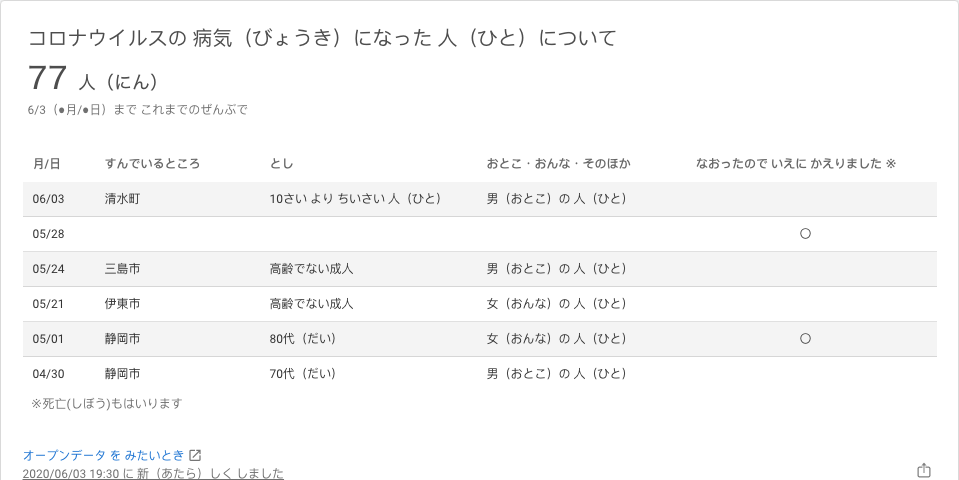 コロナウイルスの 病気（びょうき）になった 人（ひと）について
77 人（にん）
6/3（●月/●日）まで これまでのぜんぶで
月/日 すんでいるところ とし おとこ・おんな・そのほか なおったので いえに かえりました ※
06/03 清水町 10さい より ちいさい 人（ひと） 男（おとこ）の 人（ひと）
05/28 〇
05/24 三島市 高齢でない成人 男（おとこ）の 人（ひと）
05/21 伊東市 高齢でない成人 女（おんな）の 人（ひと）
05/01 静岡市 80代（だい） 女（おんな）の 人（ひと） 〇
04/30 静岡市 70代（だい） 男（おとこ）の 人（ひと）
※死亡(しぼう)もはいります
オープンデータ を みたいとき
2020/06/03 19:30 に 新（あたら）しく しました